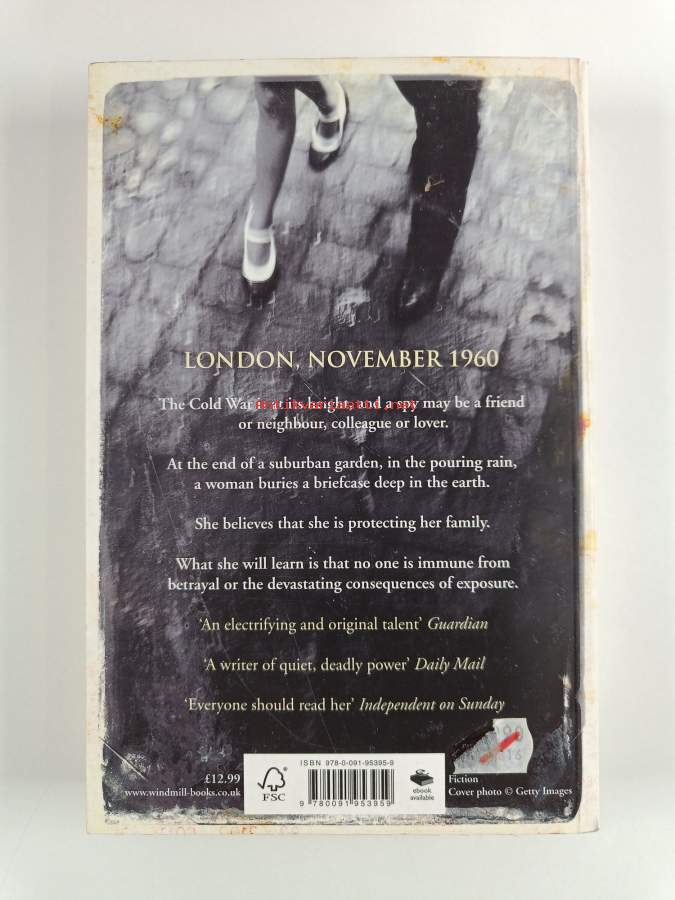 LONDON, NOVEMBER 1960
The Cold War is at its height, and a spy may be a friend
or neighbour, colleague or lover.
At the end of a suburban garden, in the pouring rain,
a woman buries a briefcase deep in the earth.
She believes that she is protecting her family.
What she will learn is that no one is immune from
betrayal or the devastating consequences of exposure.
‘An electrifying and original talent’ Guardian
‘A writer of quiet, deadly power’ Daily Mail
‘Everyone should read her’ Independent on Sunday
£12.99
www.windmill-books.co.uk
FSC
ISBN 978-0-091-95395-9
9 780091 953959
ebook
available
Fiction
Cover photo © Getty Images